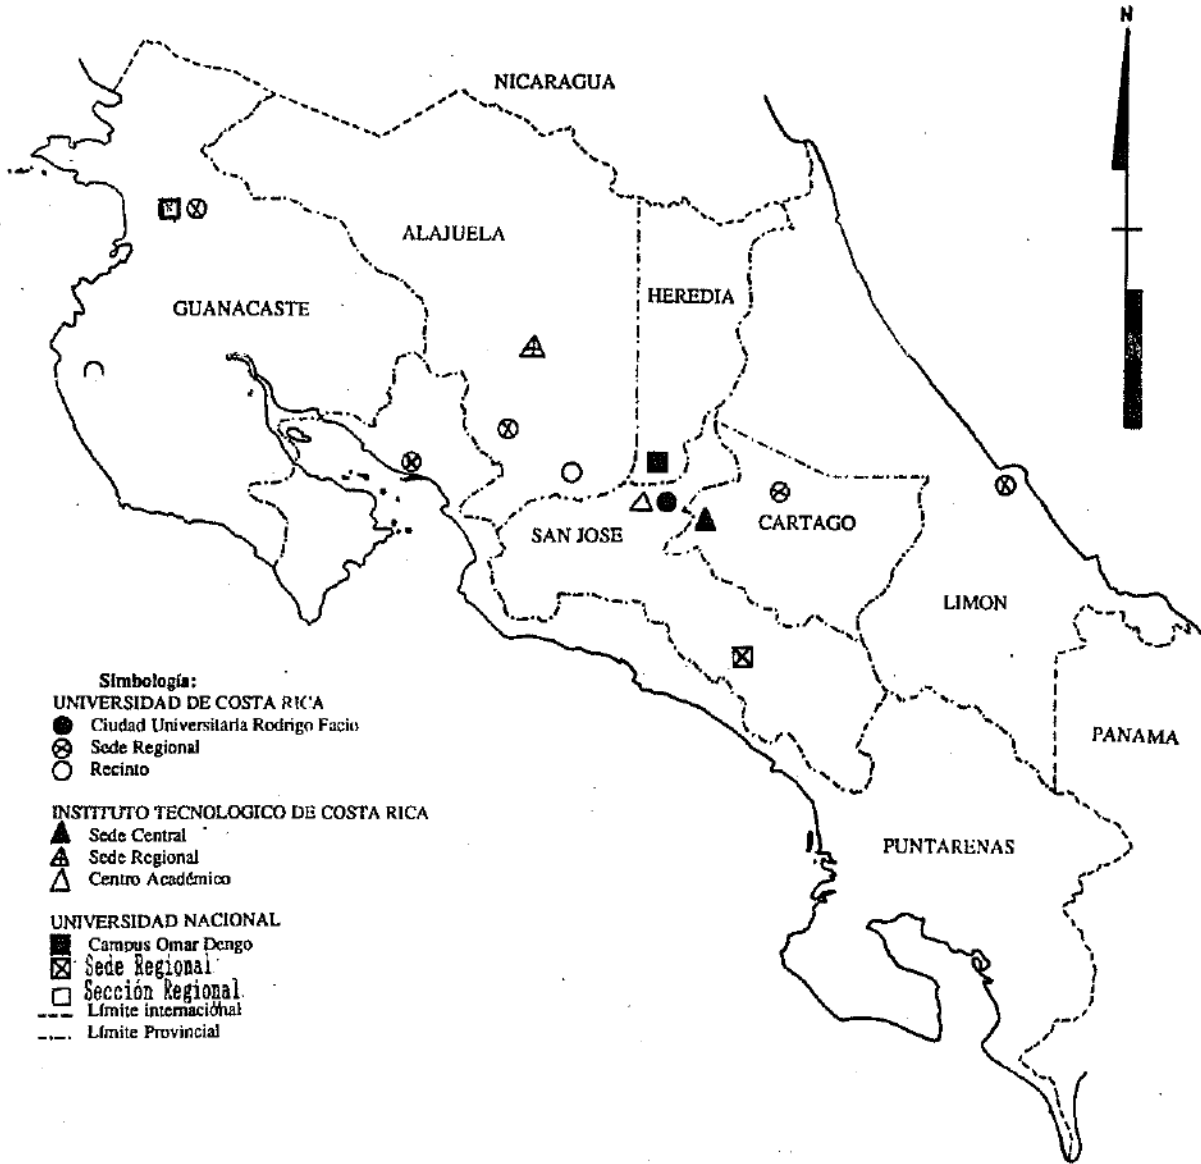 N
NICARAGUA
ALAJUELA
HEREDIA
GUANACASTE
SAN JOSE
CARTAGO
LIMON
PANAMA
PUNTARENAS
Simbología:
UNIVERSIDAD DE COSTA RICA
Ciudad Universitaria Rodrigo Facio
Sede Regional
Recinto
INSTITUTO TECNOLOGICO DE COSTA RICA
Sede Central
Sede Regional
Centro Académico
UNIVERSIDAD NACIONAL
Campus Omar Dengo
Sede Regional
Sección Regional
Límite internacional
Límite Provincial